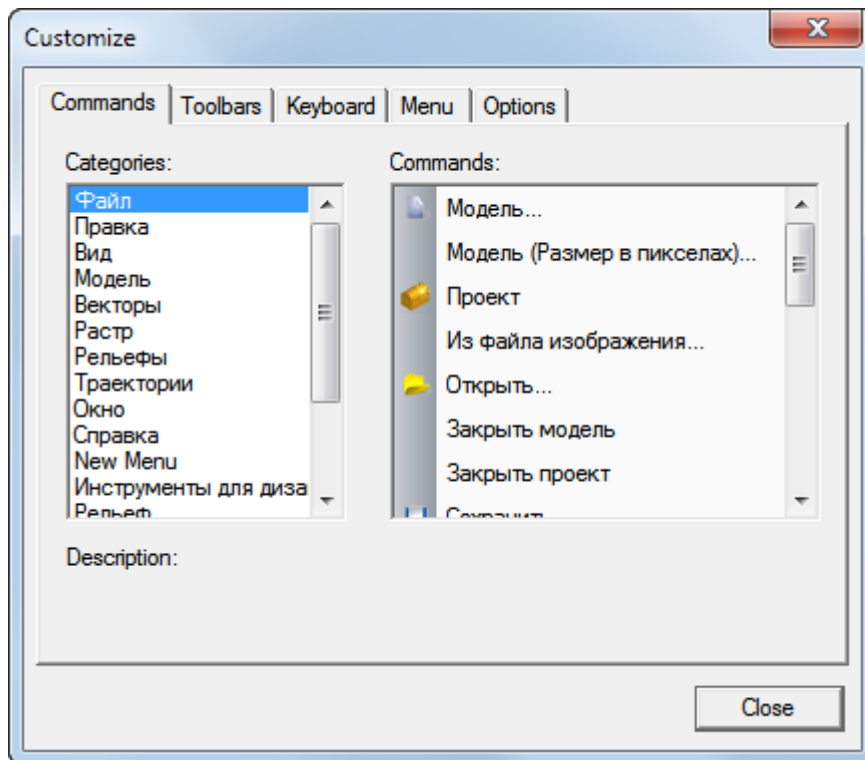 Customize
Commands Toolbars Keyboard Menu Options
Categories:
Файл
Правка
Вид
Модель
Векторы
Растр
Рельефы
Траектории
Окно
Справка
New Menu
Инструменты для диза
Рельеф
Commands:
Модель...
Модель (Размер в пикселах)...
Проект
Из файла изображения...
Открыть...
Закрыть модель
Закрыть проект
Сохранить
Description:
Close